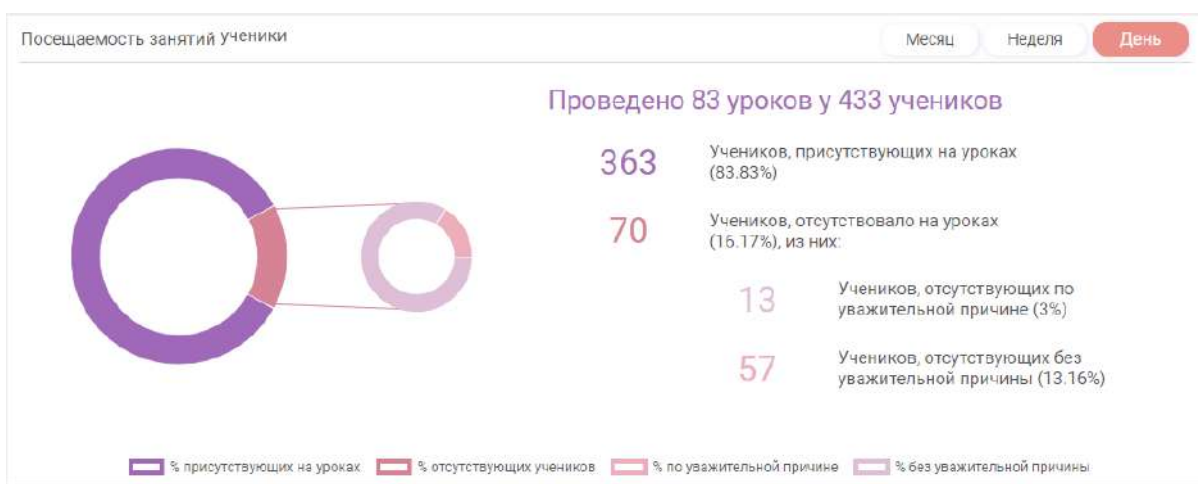 Посещаемость занятий ученики
Месяц
Неделя
День
Проведено 83 уроков у 433 учеников
363
Учеников, присутствующих на уроках
(83.83%)
70
Учеников, отсутствовало на уроках
(16.17%), из них:
13
Учеников, отсутствующих по
уважительной причине (3%)
57
Учеников, отсутствующих без
уважительной причины (13.16%)
% присутствующих на уроках
% отсутствующих учеников
% по уважительной причине
% без уважительной причины